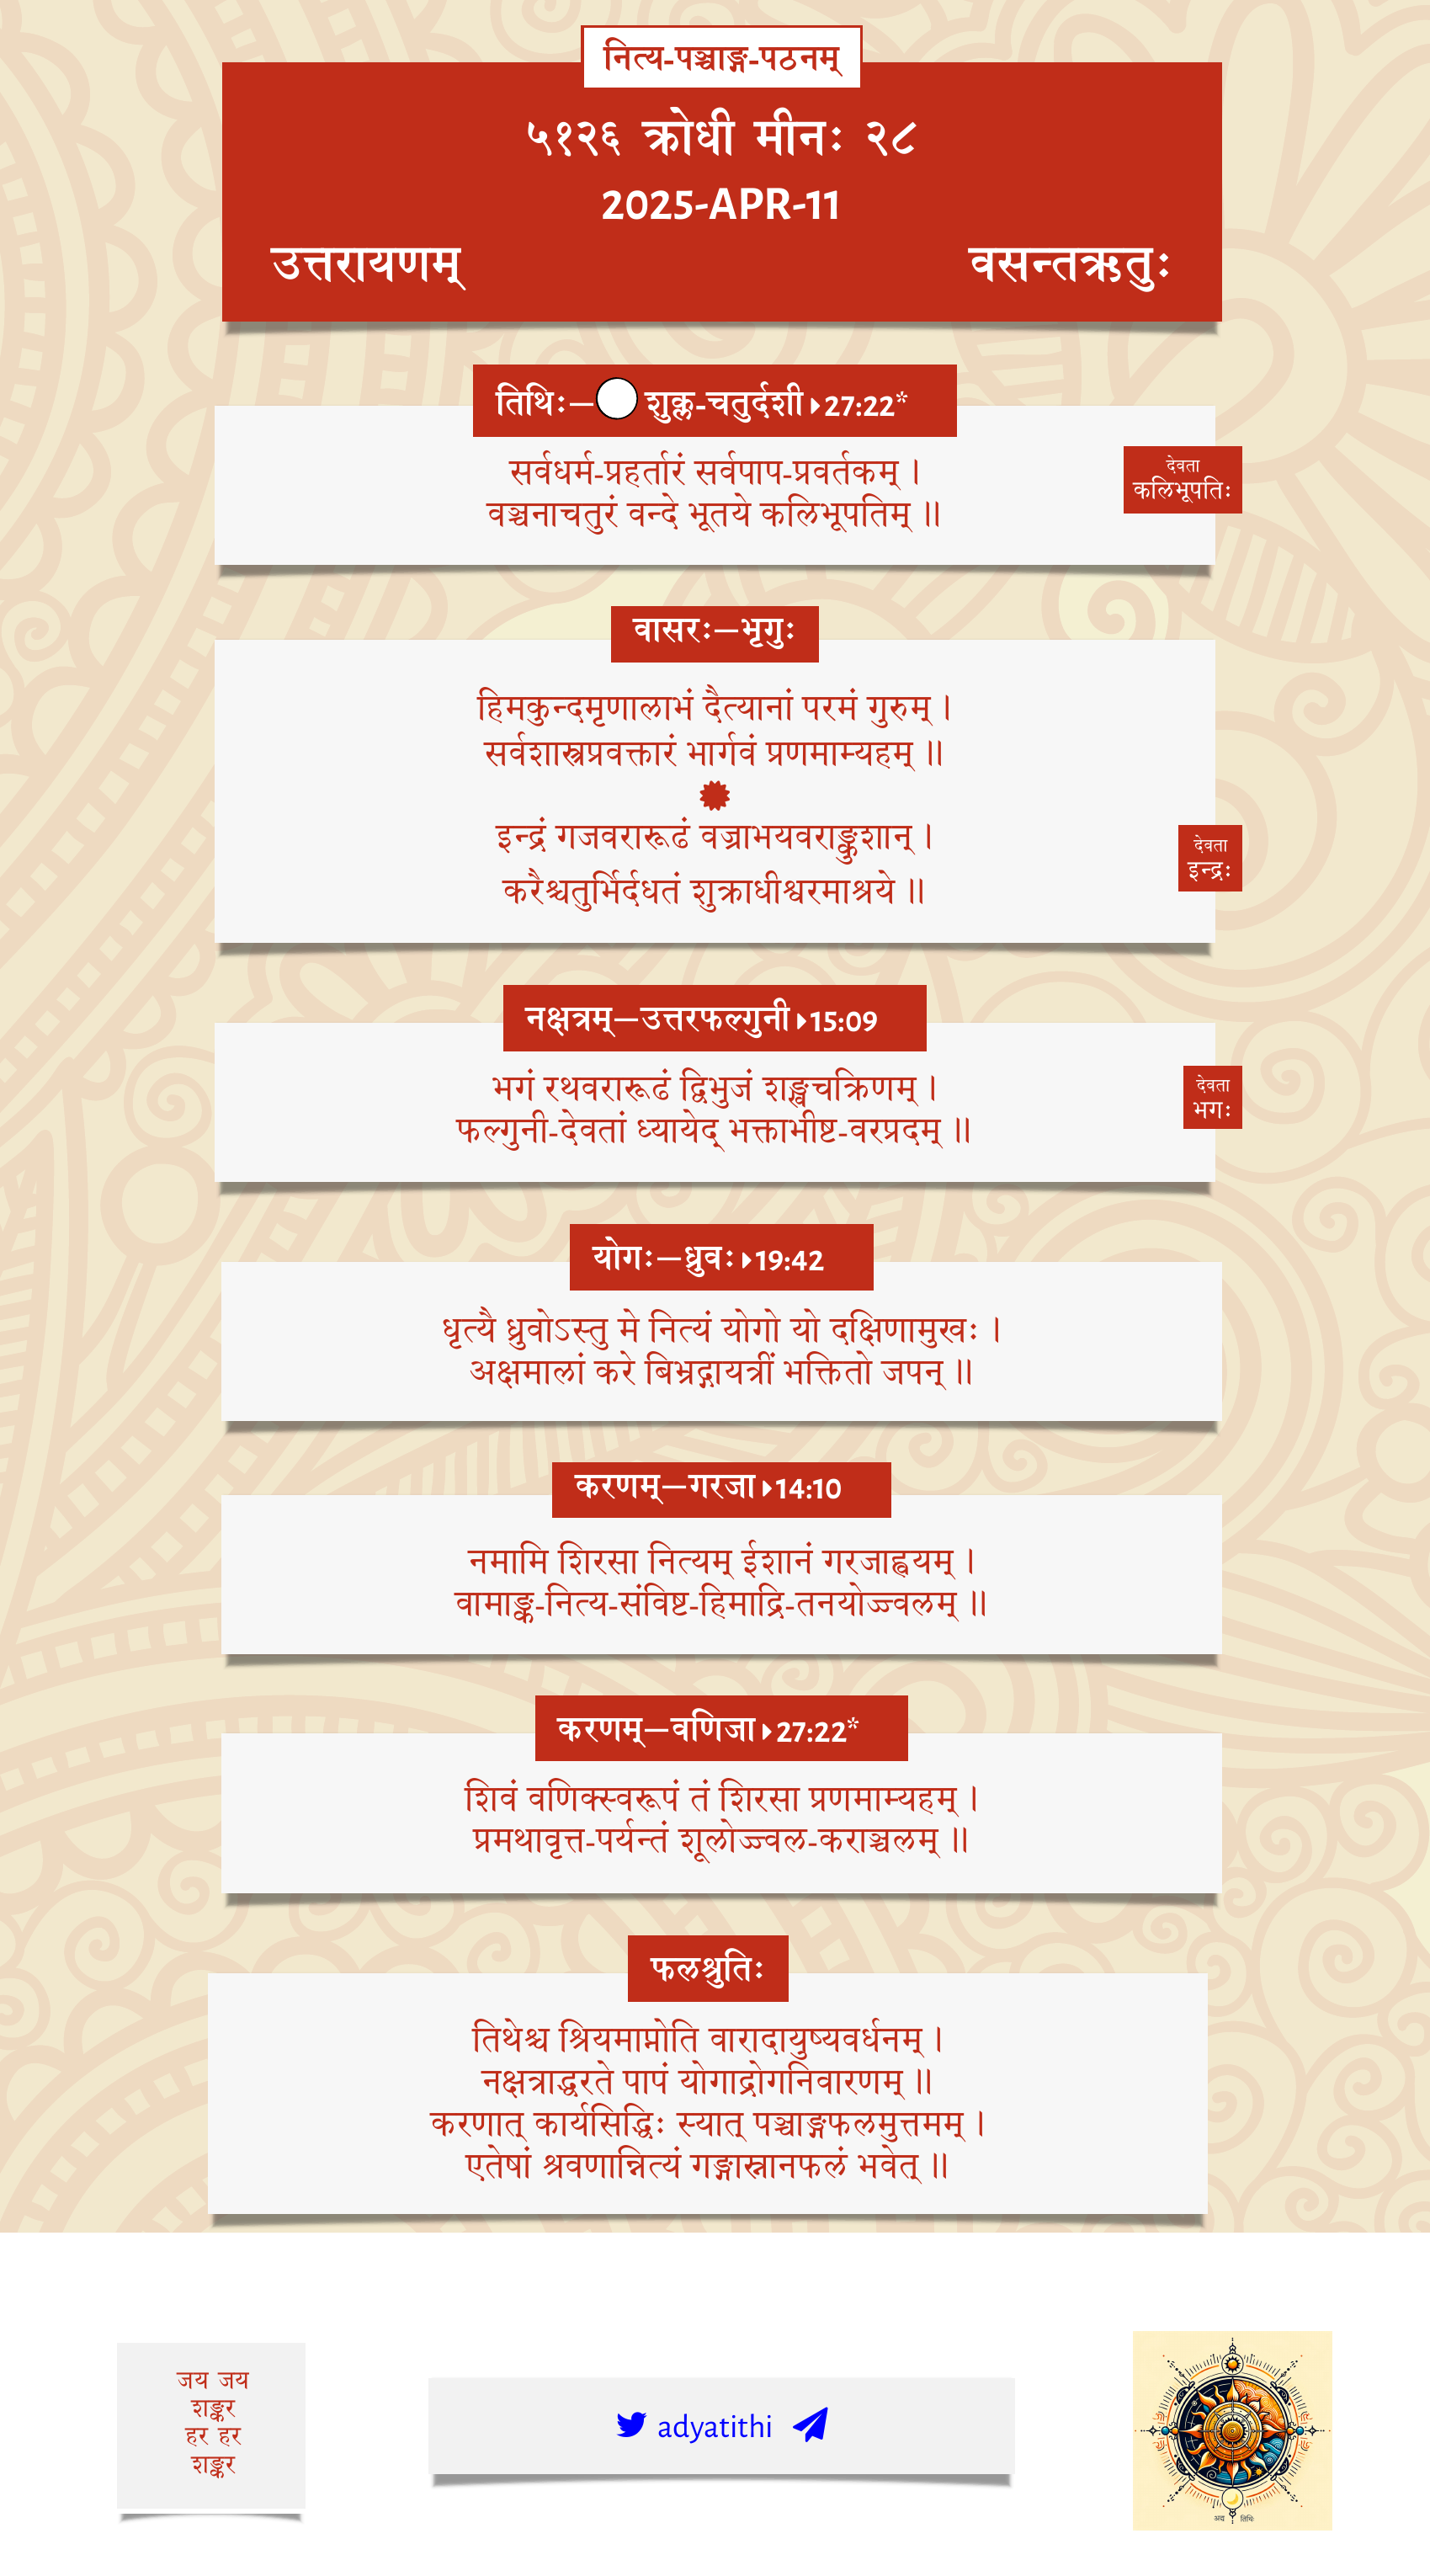 नित्य-पञ्चाङ्ग-पठनम्
५१२६ क्रोधी मीनः २८
2025-APR-11
उत्तरायणम् वसन्तऋतुः
तिथिः—शुक्ल-चतुर्दशी 27:22*
सर्वधर्म-प्रहर्तारं सर्वपाप-प्रवर्तकम् ।
वञ्चनाचतुरं वन्दे भूतये कलिभूपतिम् ॥
देवता
कलिभूपतिः
वासरः—भृगुः
हिमकुन्दमृणालाभं दैत्यानां परमं गुरुम् ।
सर्वशास्त्रप्रवक्तारं भार्गवं प्रणमाम्यहम् ॥
इन्द्रं गजवरारूढं वज्राभयवराङ्कुशान् ।
करैश्चतुर्भिर्दधतं शुक्राधीश्वरमाश्रये ॥
देवता
इन्द्रः
नक्षत्रम्—उत्तरफल्गुनी 15:09
भगं रथवरारूढं द्विभुजं शङ्खचक्रिणम् ।
फल्गुनी-देवतां ध्यायेद् भक्ताभीष्ट-वरप्रदम् ॥
देवता
भगः
योगः—ध्रुवः 19:42
धृत्यै ध्रुवोऽस्तु मे नित्यं योगो यो दक्षिणामुखः ।
अक्षमालां करे बिभ्रद्गायत्रीं भक्तितो जपन् ॥
करणम्—गरजा 14:10
नमामि शिरसा नित्यम् ईशानं गरजाह्वयम् ।
वामाङ्क-नित्य-संविष्ट-हिमाद्रि-तनयोज्ज्वलम् ॥
करणम्—वणिजा 27:22*
शिवं वणिक्स्वरूपं तं शिरसा प्रणमाम्यहम् ।
प्रमथावृत्त-पर्यन्तं शूलोज्ज्वल-कराञ्चलम् ॥
फलश्रुतिः
तिथेश्च श्रियमाप्नोति वारादायुष्यवर्धनम् ।
नक्षत्राद्धरते पापं योगाद्रोगनिवारणम् ॥
करणात् कार्यसिद्धिः स्यात् पञ्चाङ्गफलमुत्तमम् ।
एतेषां श्रवणान्नित्यं गङ्गास्नानफलं भवेत् ॥
जय जय
शङ्कर
हर हर
शङ्कर
adyatithi
अद्य तिथिः